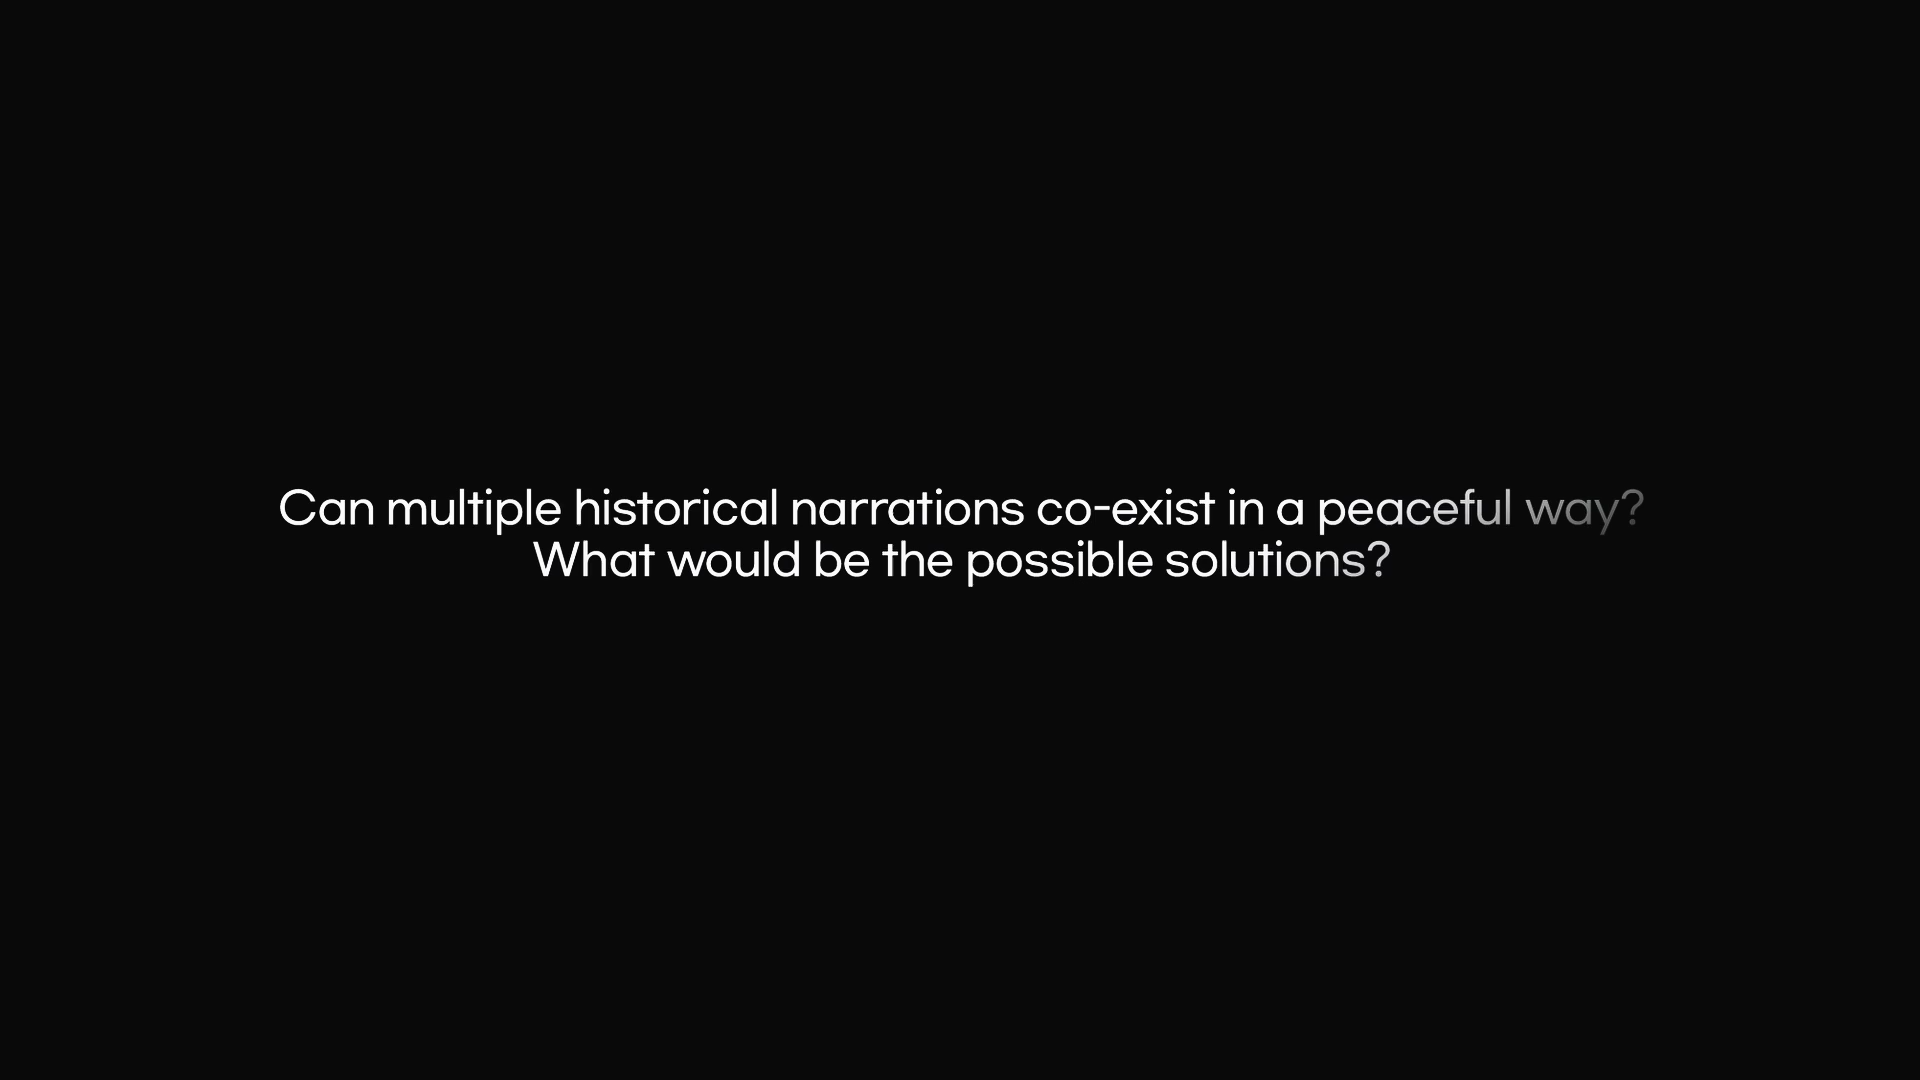 Can multiple historical narrations co-exist in a peaceful way?
What would be the possible solutions?